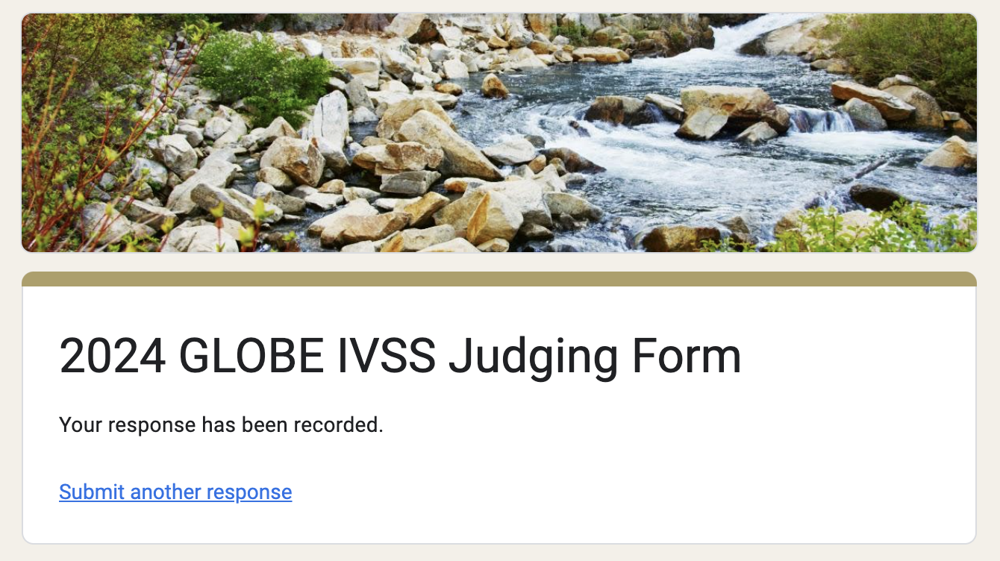 2024 GLOBE IVSS Judging Form
Your response has been recorded.
Submit another response